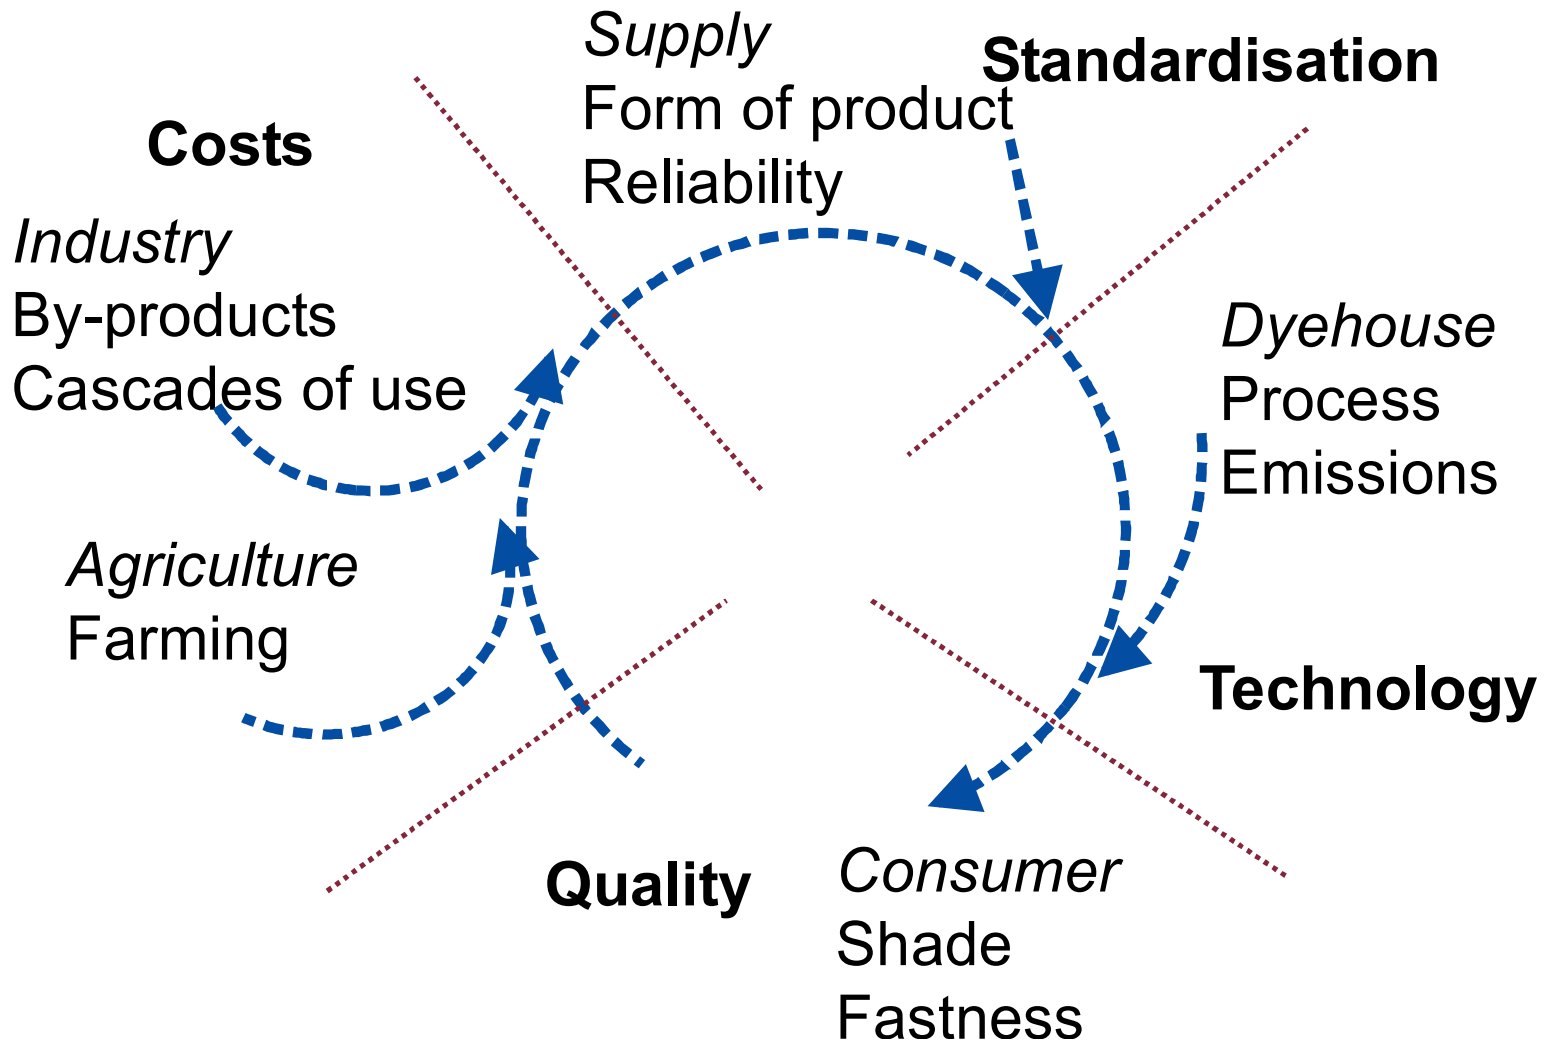 Supply
Form of product
Reliability
Standardisation
Costs
Industry
By-products
Cascades of use
Dyehouse
Process
Emissions
Agriculture
Farming
Technology
Quality
Consumer
Shade
Fastness